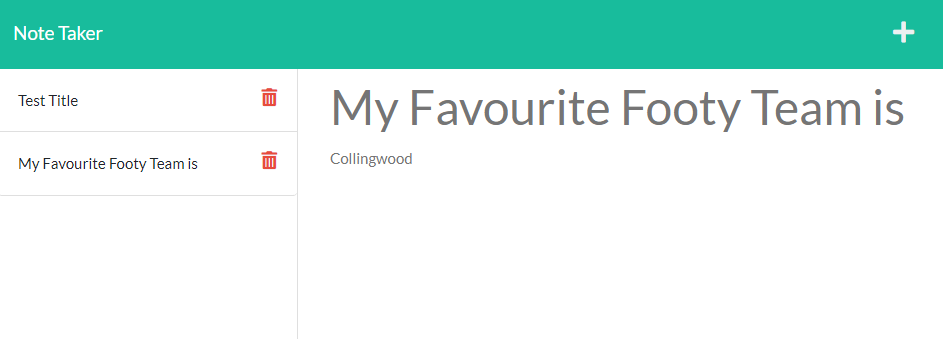 Note Taker
Test Title
My Favourite Footy Team is
My Favourite Footy Team is
Collingwood